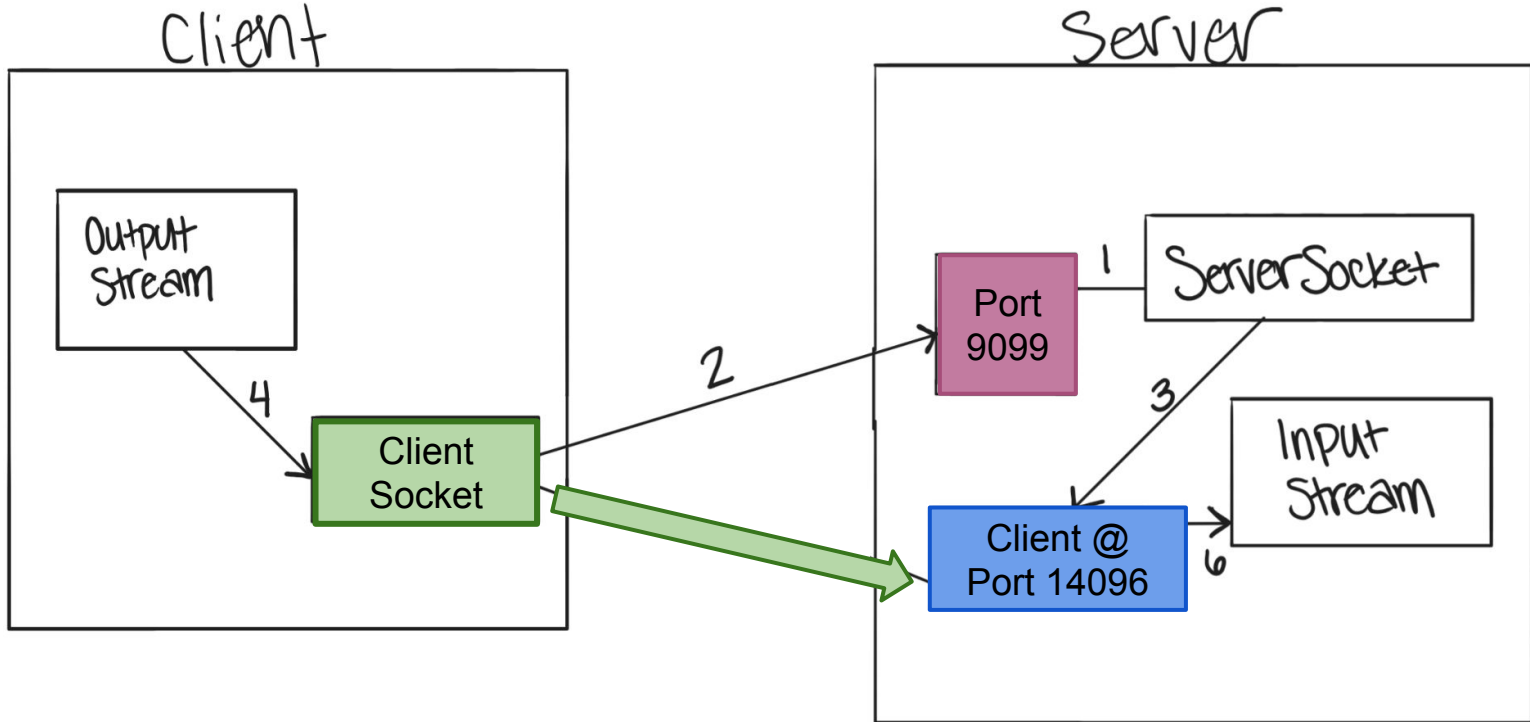 Client
Server
Output
Stream
4
Client
Socket
2
Port
9099
1
ServerSocket
3
Client @
Port 14096
6
Input
Stream